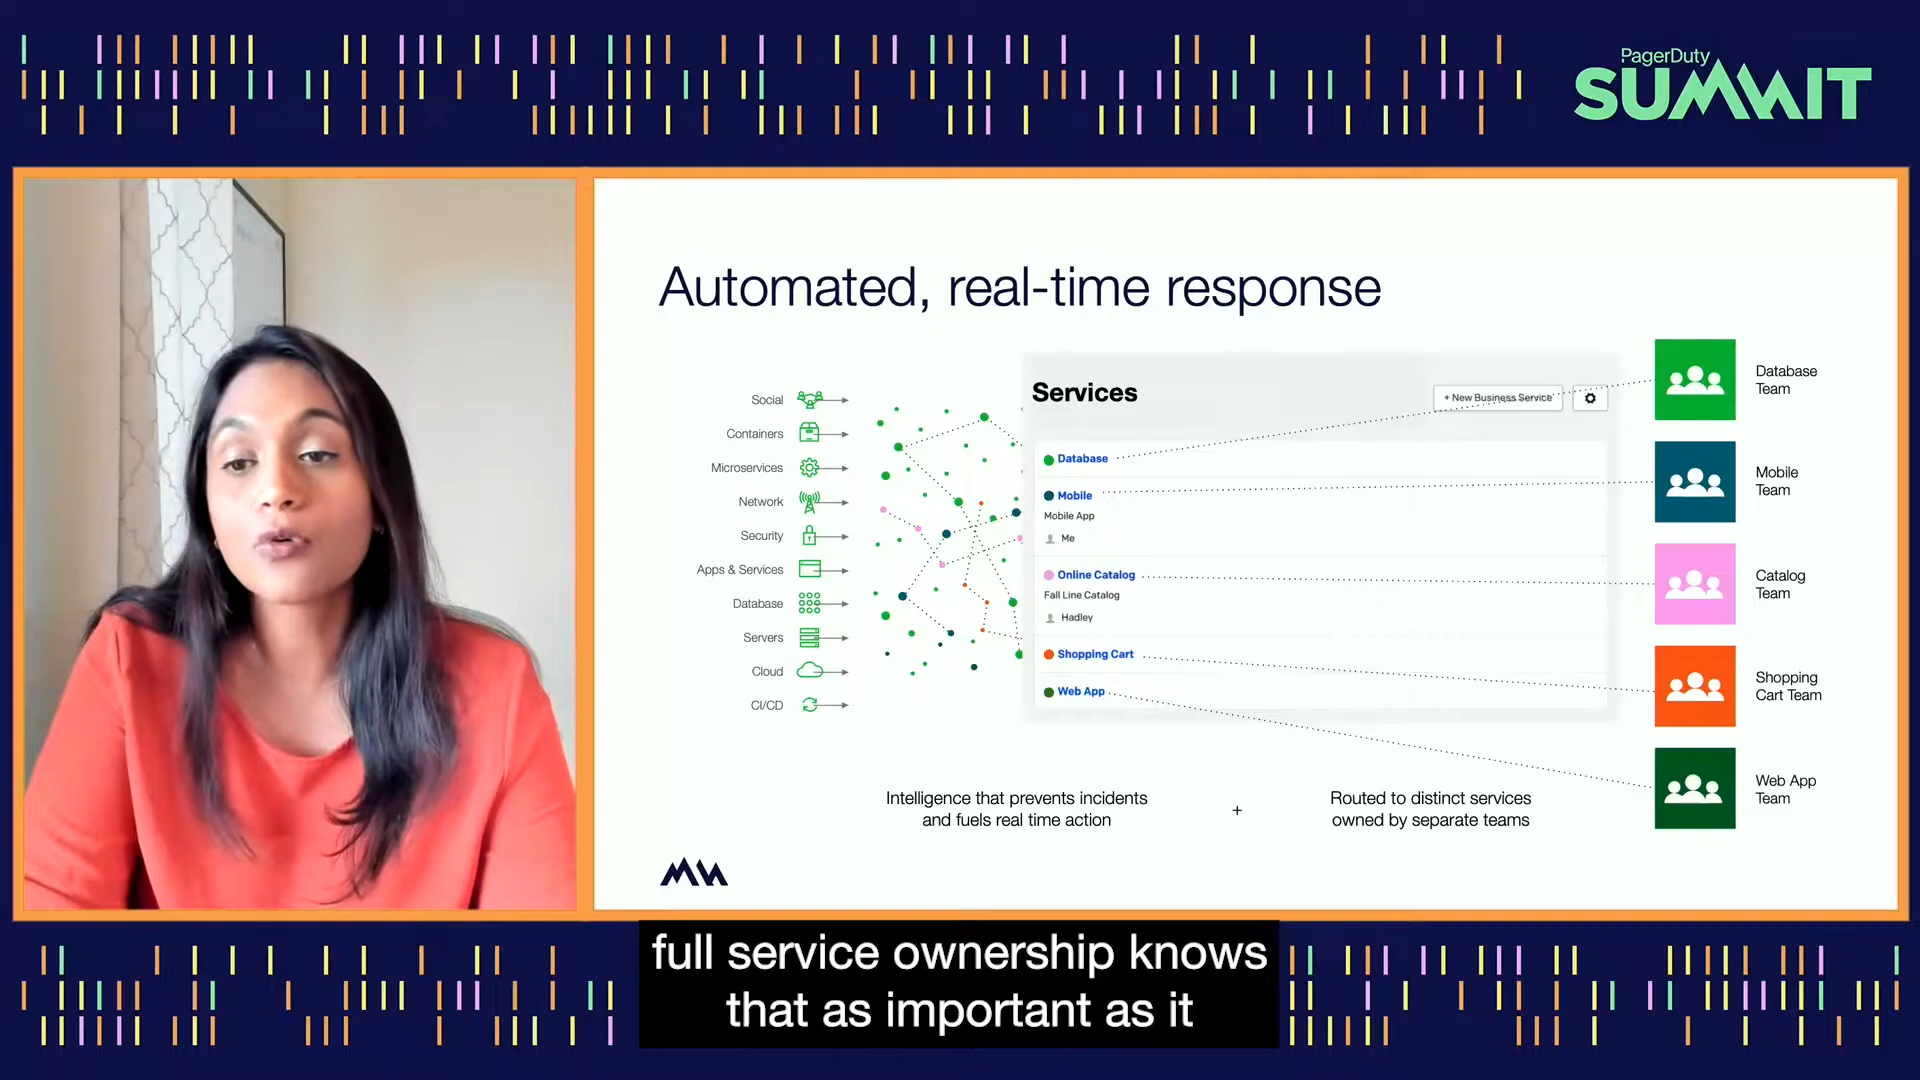 PagerDuty
SUMMIT
Automated, real-time response
Social
Containers
Microservices
Network
Security
Apps & Services
Database
Servers
Cloud
CI/CD
Services
+ New Business Service
Database
Mobile
Mobile App
Me
Online Catalog
Fall Line Catalog
Hadley
Shopping Cart
Web App
Database
Team
Mobile
Team
Catalog
Team
Shopping
Cart Team
Web App
Team
Intelligence that prevents incidents
and fuels real time action
+
Routed to distinct services
owned by separate teams
full service ownership knows
that as important as it